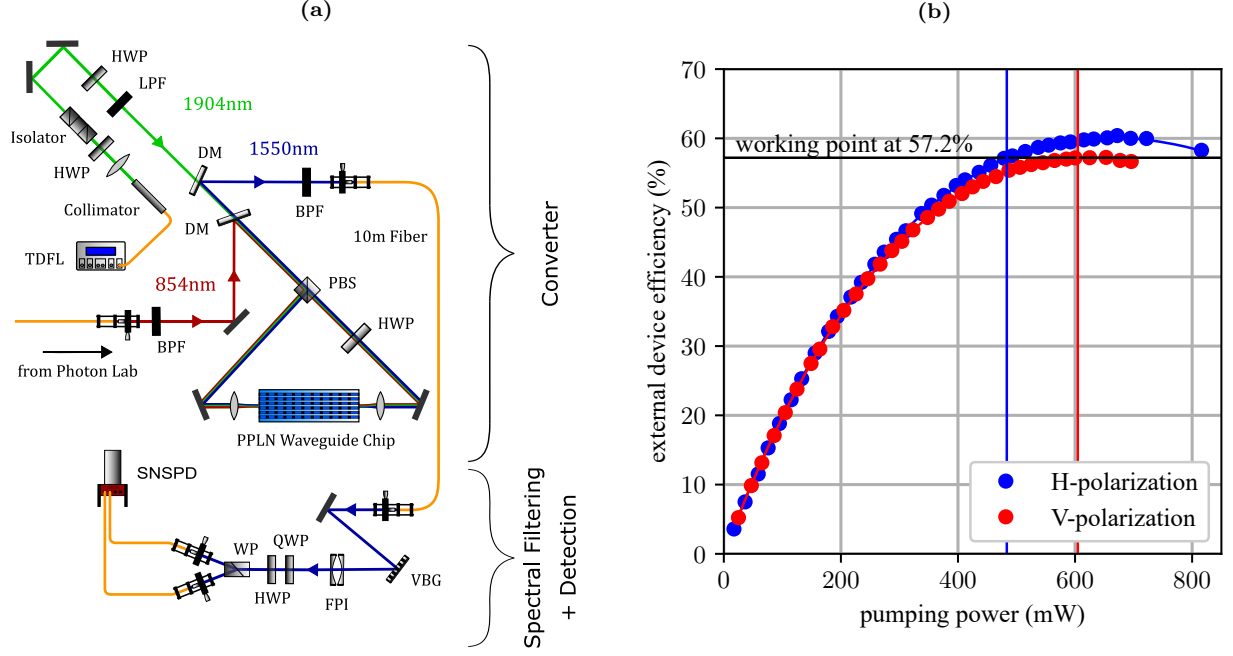 (a)
HWP
LPF
1904nm
Isolator
HWP
Collimator
TDFL
DM
1550nm
BPF
DM
10m Fiber
854nm
BPF
from Photon Lab
PBS
HWP
PPLN Waveguide Chip
Converter
SNSPD
WP
QWP
HWP
FPI
VBG
Spectral Filtering
+ Detection
(b)
70
60
50
40
30
20
10
0
external device efficiency (%)
working point at 57.2%
H-polarization
V-polarization
0
200
400
600
800
pumping power (mW)